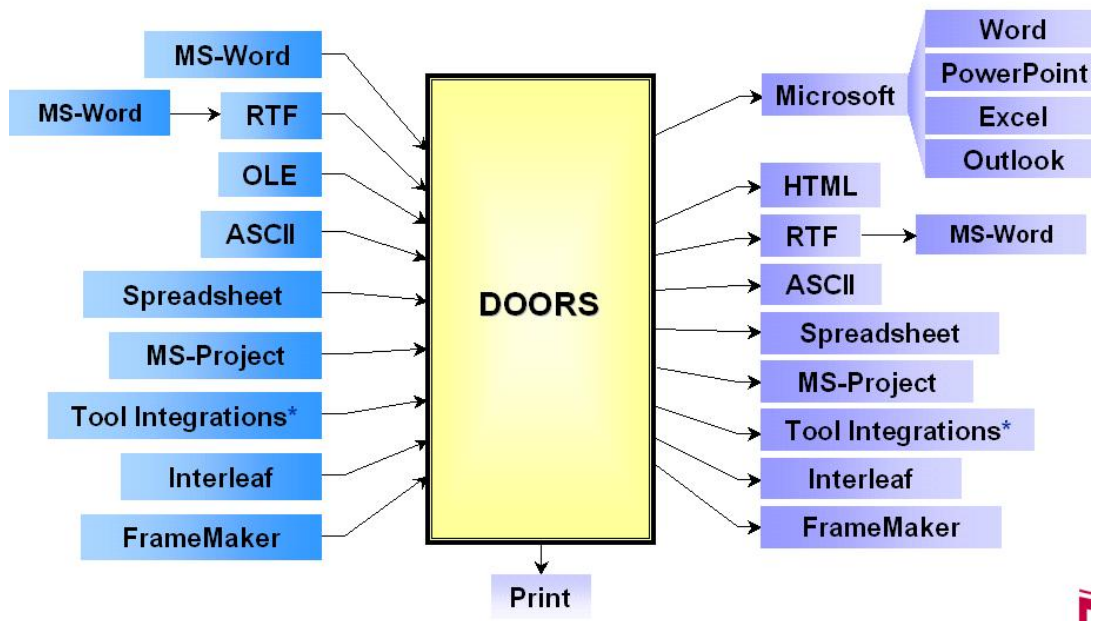 MS-Word
MS-Word
RTF
OLE
ASCII
Spreadsheet
MS-Project
Tool Integrations*
Interleaf
FrameMaker
DOORS
Print
Microsoft
Word
PowerPoint
Excel
Outlook
HTML
RTF
MS-Word
ASCII
Spreadsheet
MS-Project
Tool Integrations*
Interleaf
FrameMaker